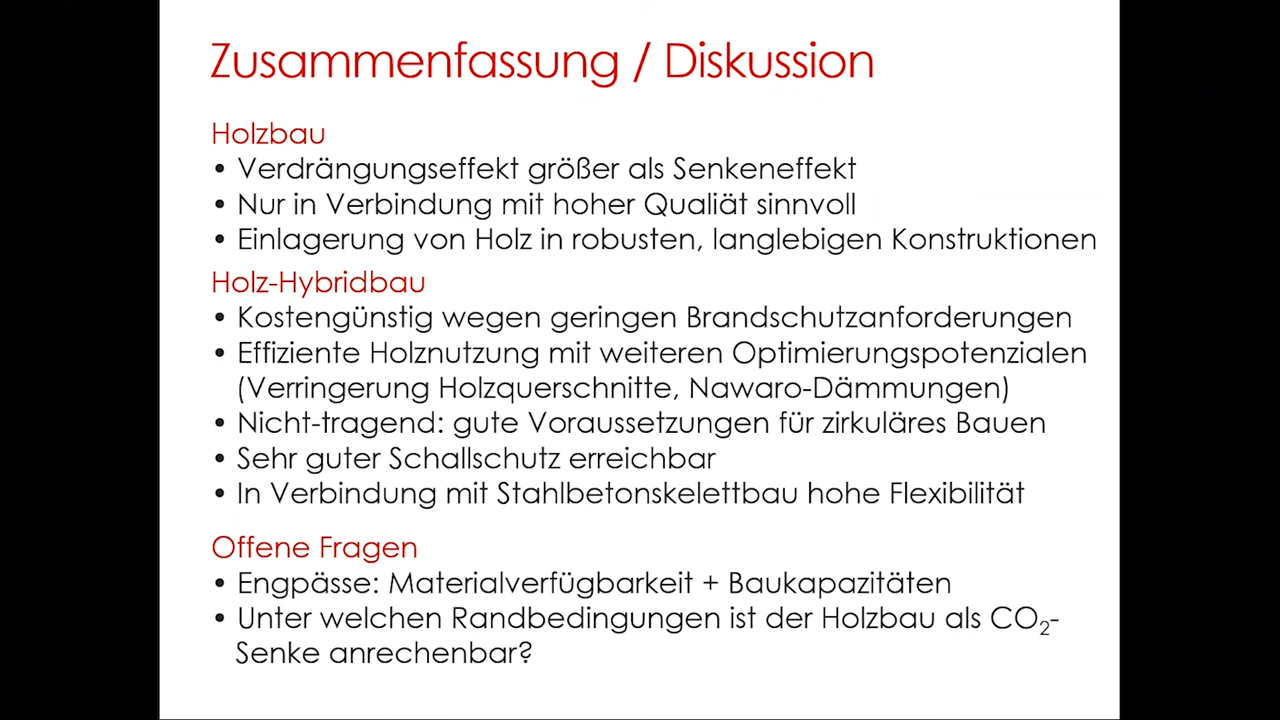 Zusammenfassung / Diskussion
Holzbau
• Verdrängungseffekt größer als Senkeneffekt
• Nur in Verbindung mit hoher Qualiät sinnvoll
• Einlagerung von Holz in robusten, langlebigen Konstruktionen
Holz-Hybridbau
• Kostengünstig wegen geringen Brandschutzanforderungen
• Effiziente Holznutzung mit weiteren Optimierungspotenzialen
(Verringerung Holzquerschnitte, Nawaro-Dämmungen)
• Nicht-tragend: gute Voraussetzungen für zirkuläres Bauen
• Sehr guter Schallschutz erreichbar
• In Verbindung mit Stahlbetonskelettbau hohe Flexibilität
Offene Fragen
• Engpässe: Materialverfügbarkeit + Baukapazitäten
• Unter welchen Randbedingungen ist der Holzbau als CO₂-
Senke anrechenbar?